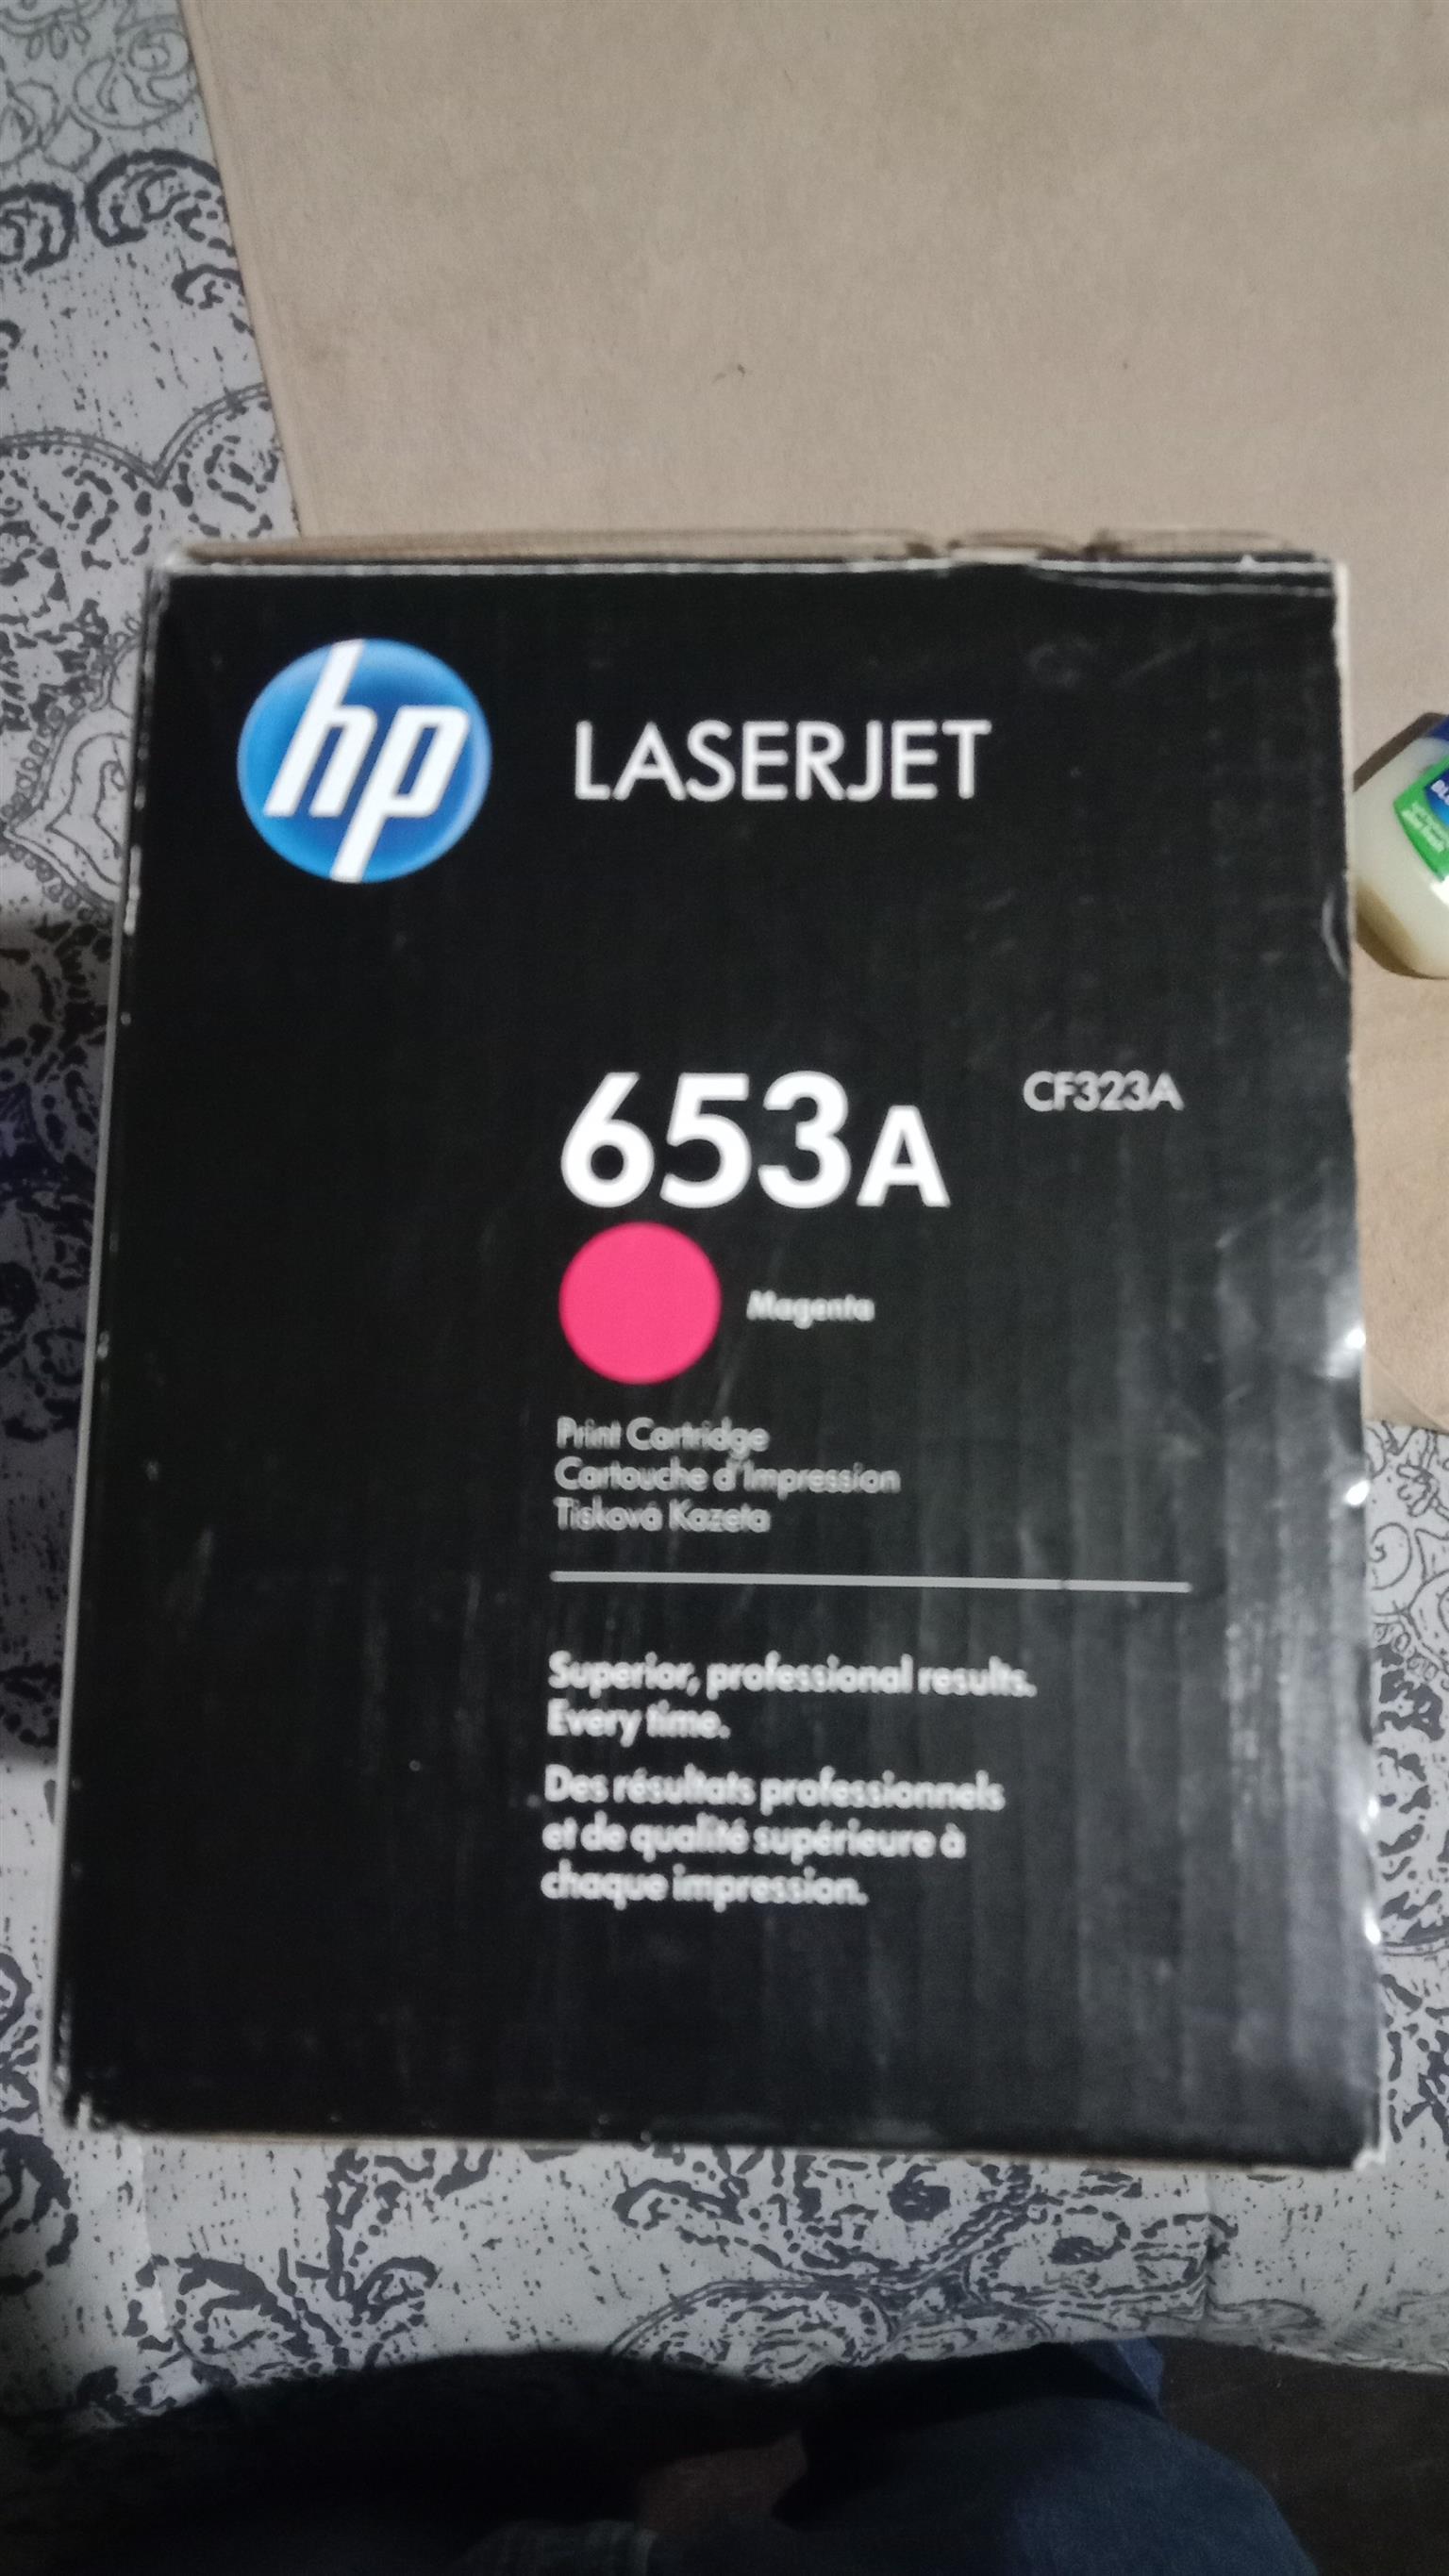 hp
LASERJET
653A
CF323A
Magenta
Print Cartridge
Cartouche d'Impression
Tisková Kazeta
Superior, professional results.
Every time.
Des résultats professionnels
et de qualité supérieure à
chaque impression.